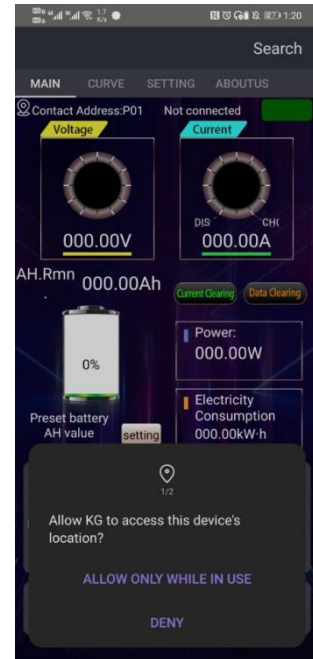 1:20
Search
MAIN CURVE SETTING ABOUTUS
Contact Address:P01 Not connected
Voltage Current
DIS CH(
000.00V 000.00A
AH.Rmn 000.00Ah
Current Clearing Data Clearing
Power:
000.00W
0%
Electricity
Consumption
000.00kW·h
Preset battery
AH value setting
1/2
Allow KG to access this device's
location?
ALLOW ONLY WHILE IN USE
DENY